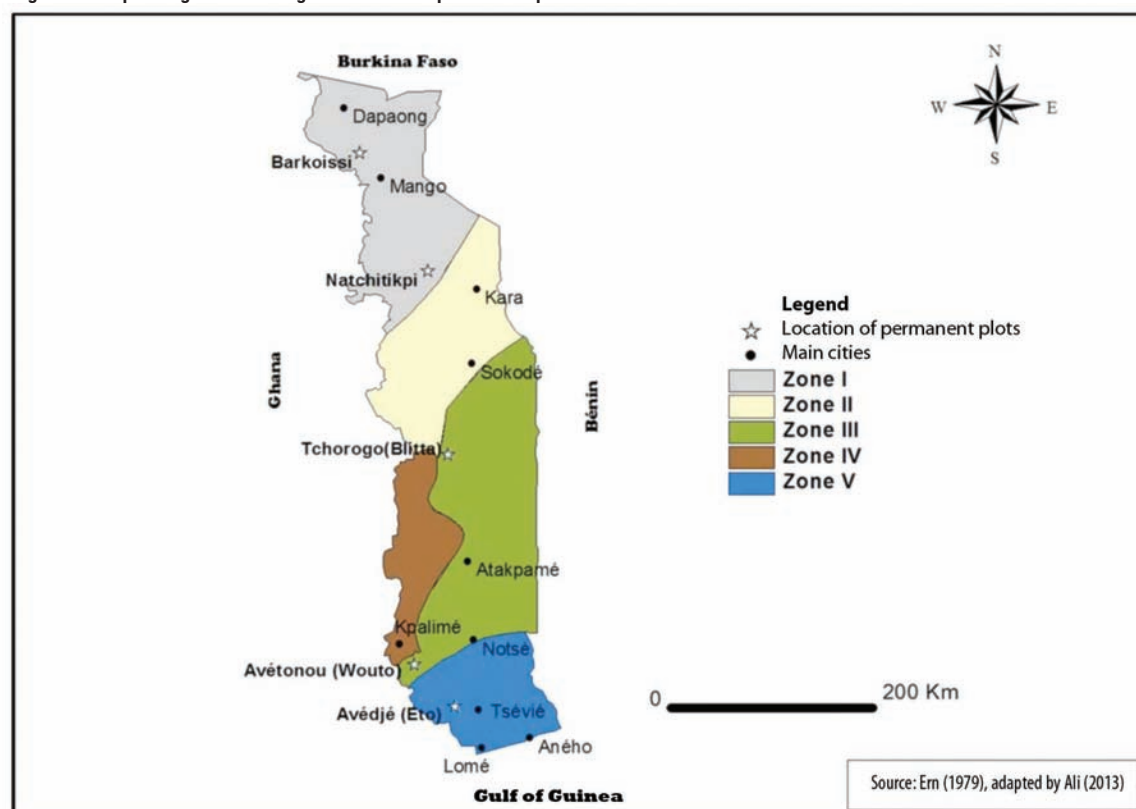 Burkina Faso
N
W
E
S
Dapaong
Barkoissi
Mango
Natchitikpi
Kara
Ghana
Sokodé
Bénin
Tchorogo(Blitta)
Atakpamé
Kpalimé
Notsé
Avétonou (Wouto)
Avédjé (Eto)
Tsévié
Aného
Lomé
Gulf of Guinea
Legend
Location of permanent plots
Main cities
Zone I
Zone II
Zone III
Zone IV
Zone V
0
200 Km
Source: Ern (1979), adapted by Ali (2013)